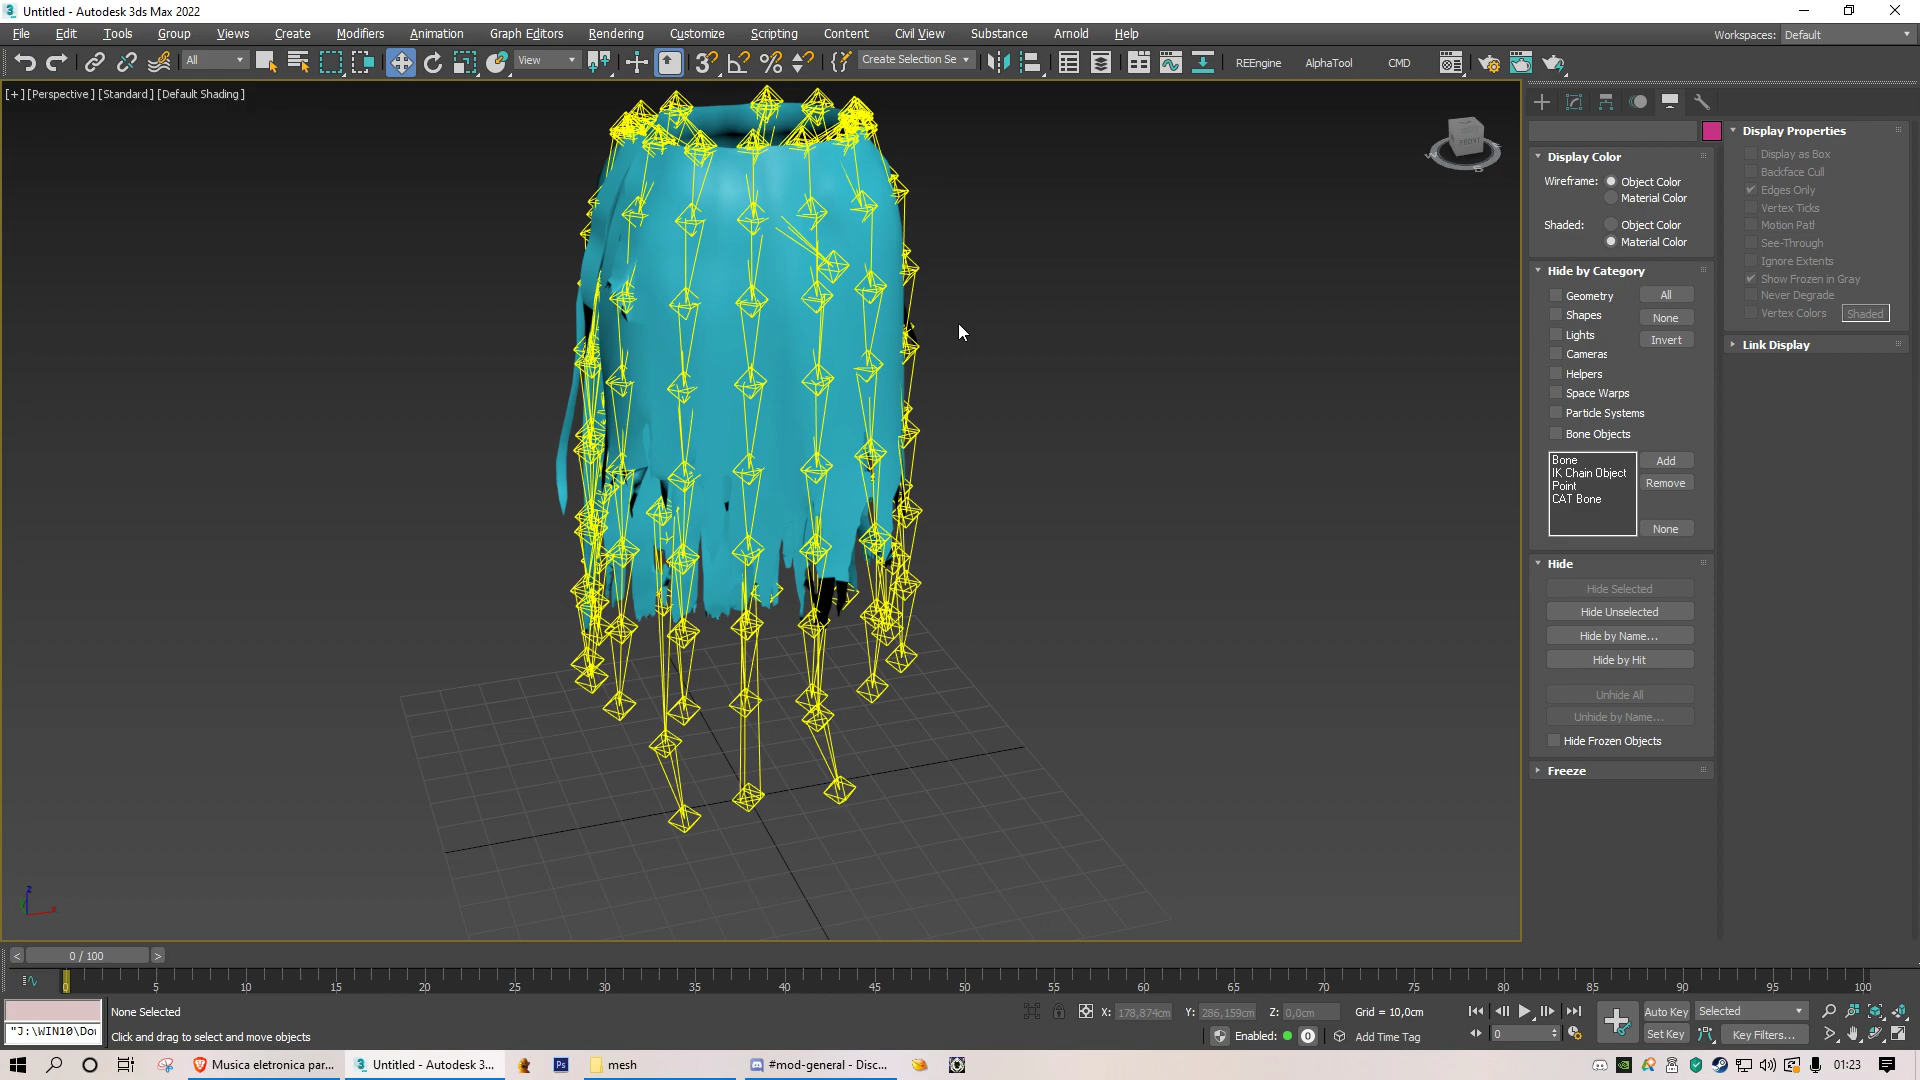 Untitled - Autodesk 3ds Max 2022
File Edit Tools Group Views Create Modifiers Animation Graph Editors Rendering Customize Scripting Content Civil View Substance Arnold Help
Workspaces: Default
All View Create Selection Se REEngine AlphaTool CMD
[+] [Perspective] [Standard] [Default Shading]
FRONT
Display Color
Wireframe: Object Color
Material Color
Shaded: Object Color
Material Color
Hide by Category
Geometry All
Shapes None
Lights Invert
Cameras
Helpers
Space Warps
Particle Systems
Bone Objects
Bone Add
IK Chain Object
Point Remove
CAT Bone
None
Hide
Hide Selected
Hide Unselected
Hide by Name...
Hide by Hit
Unhide All
Unhide by Name...
Hide Frozen Objects
Freeze
Display Properties
Display as Box
Backface Cull
Edges Only
Vertex Ticks
Motion Path
See-Through
Ignore Extents
Show Frozen in Gray
Never Degrade
Vertex Colors Shaded
Link Display
< 0 / 100 >
0 5 10 15 20 25 30 35 40 45 50 55 60 65 70 75 80 85 90 95 100
None Selected
X: 178,874cm Y: 286,159cm Z: 0,0cm Grid = 10,0cm
Auto Key Selected
"J:\WIN10\Dou
Click and drag to select and move objects
Enabled: 0 Add Time Tag
0
Set Key Key Filters...
Musica eletronica par... Untitled - Autodesk 3... Ps mesh #mod-general - Disc... 01:23